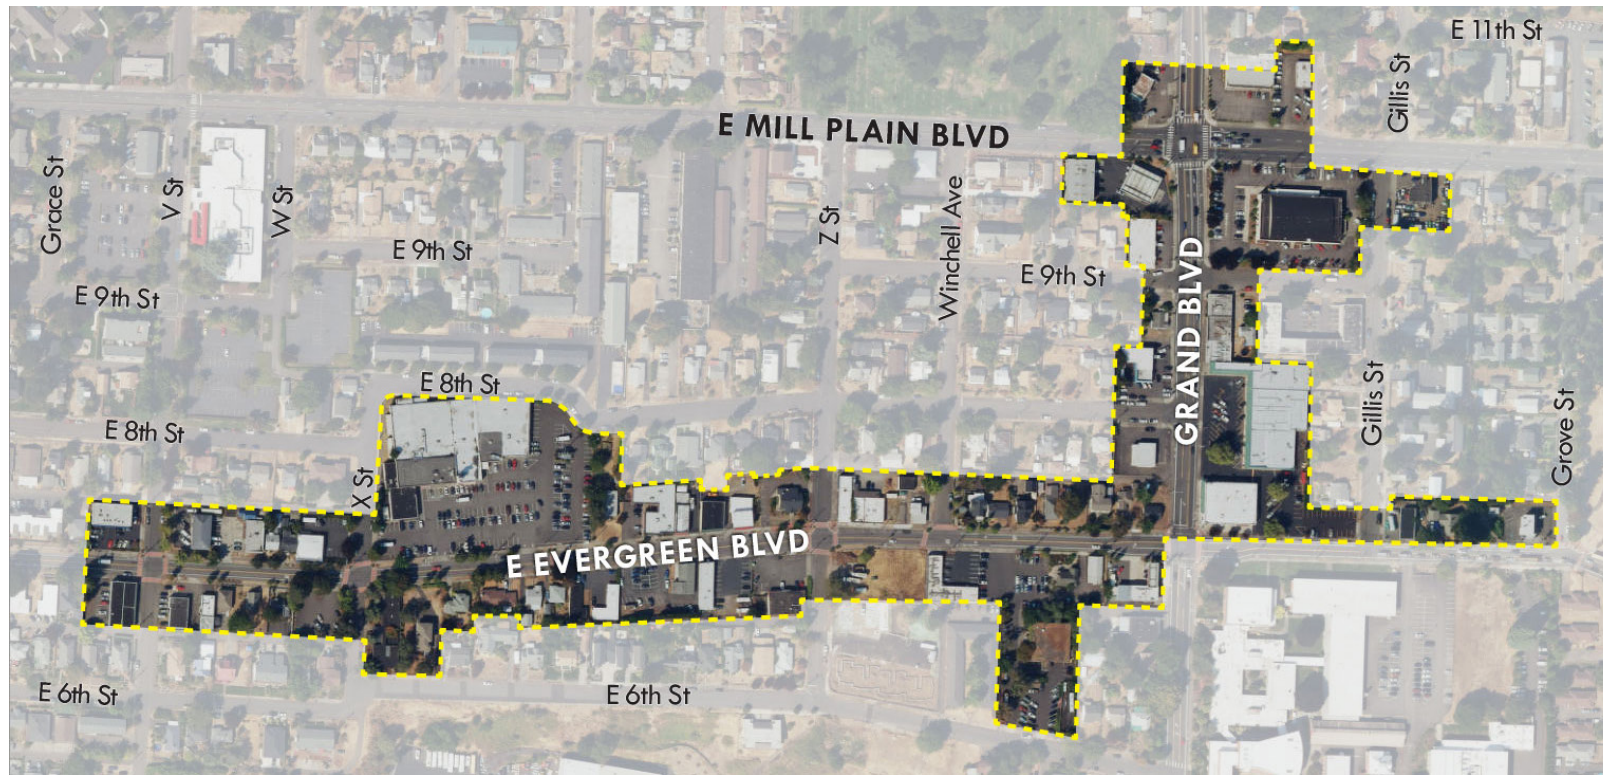 E 11th St
Gillis St
E MILL PLAIN BLVD
Grace St
V St
W St
Z St
Winchell Ave
E 9th St
E 9th St
E 9th St
GRAND BLVD
E 8th St
E 8th St
Gillis St
Grove St
X St
E EVERGREEN BLVD
E 6th St
E 6th St